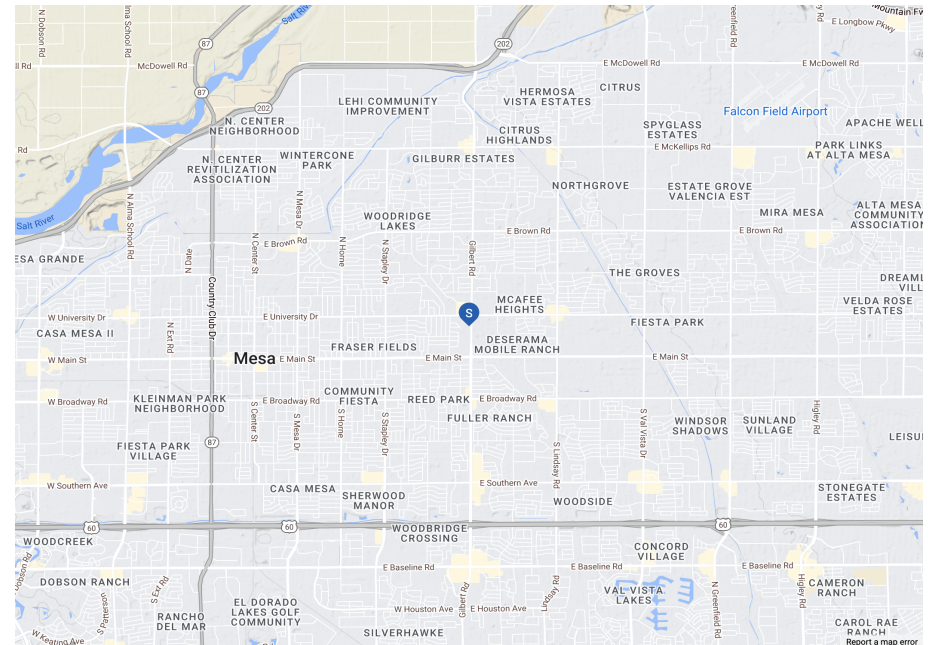 Salt River
Mountain Fw
N Dobson Rd
Alma School Rd
Greenfield Rd
Higley Rd
E Longbow Pkwy
87
202
ll Rd
McDowell Rd
E McDowell Rd
E McDowell Rd
87
CITRUS
HERMOSA
VISTA ESTATES
LEHI COMMUNITY
IMPROVEMENT
202
Falcon Field Airport
N. CENTER
NEIGHBORHOOD
CITRUS
HIGHLANDS
SPYGLASS
ESTATES
APACHE WELL
Rd
E McKellips Rd
PARK LINKS
AT ALTA MESA
N. CENTER
REVITILIZATION
ASSOCIATION
WINTERCONE
PARK
GILBURR ESTATES
NORTHGROVE
ESTATE GROVE
VALENCIA EST
N Alma School Rd
N Mesa Dr
WOODRIDGE
LAKES
MIRA MESA
ALTA MESA
COMMUNITY
ASSOCIATION
Salt River
N Center St
E Brown Rd
N Home
N Stapley Dr
Gilbert Rd
E Brown Rd
E Brown Rd
ESA GRANDE
N Date
THE GROVES
DREAML
VILL
Country Club Dr
MCAFEE
HEIGHTS
VELDA ROSE
ESTATES
W University Dr
E University Dr
S
FIESTA PARK
CASA MESA II
N Ext Rd
FRASER FIELDS
DESERAMA
MOBILE RANCH
W Main St
Mesa
E Main St
E Main St
E Main St
KLEINMAN PARK
NEIGHBORHOOD
COMMUNITY
FIESTA
REED PARK
W Broadway Rd
E Broadway Rd
E Broadway Rd
S Center St
S Mesa Dr
S Home
S Stapley Dr
FULLER RANCH
S Val Vista Dr
WINDSOR
SHADOWS
SUNLAND
VILLAGE
Higley Rd
87
FIESTA PARK
VILLAGE
S Lindsay Rd
LEISU
W Southern Ave
CASA MESA
SHERWOOD
MANOR
E Southern Ave
WOODSIDE
STONEGATE
ESTATES
60
60
60
WOODCREEK
WOODBRIDGE
CROSSING
CONCORD
VILLAGE
Dobson Rd
E Baseline Rd
E Baseline Rd
DOBSON RANCH
S Ext Rd
Gilbert Rd
Lindsay Rd
VAL VISTA
LAKES
N Greenfield Rd
Higley Rd
CAMERON
RANCH
RANCHO
DEL MAR
EL DORADO
LAKES GOLF
COMMUNITY
W Houston Ave
E Houston Ave
SILVERHAWKE
CAROL RAE
RANCH
W Keating Ave
Report a map error